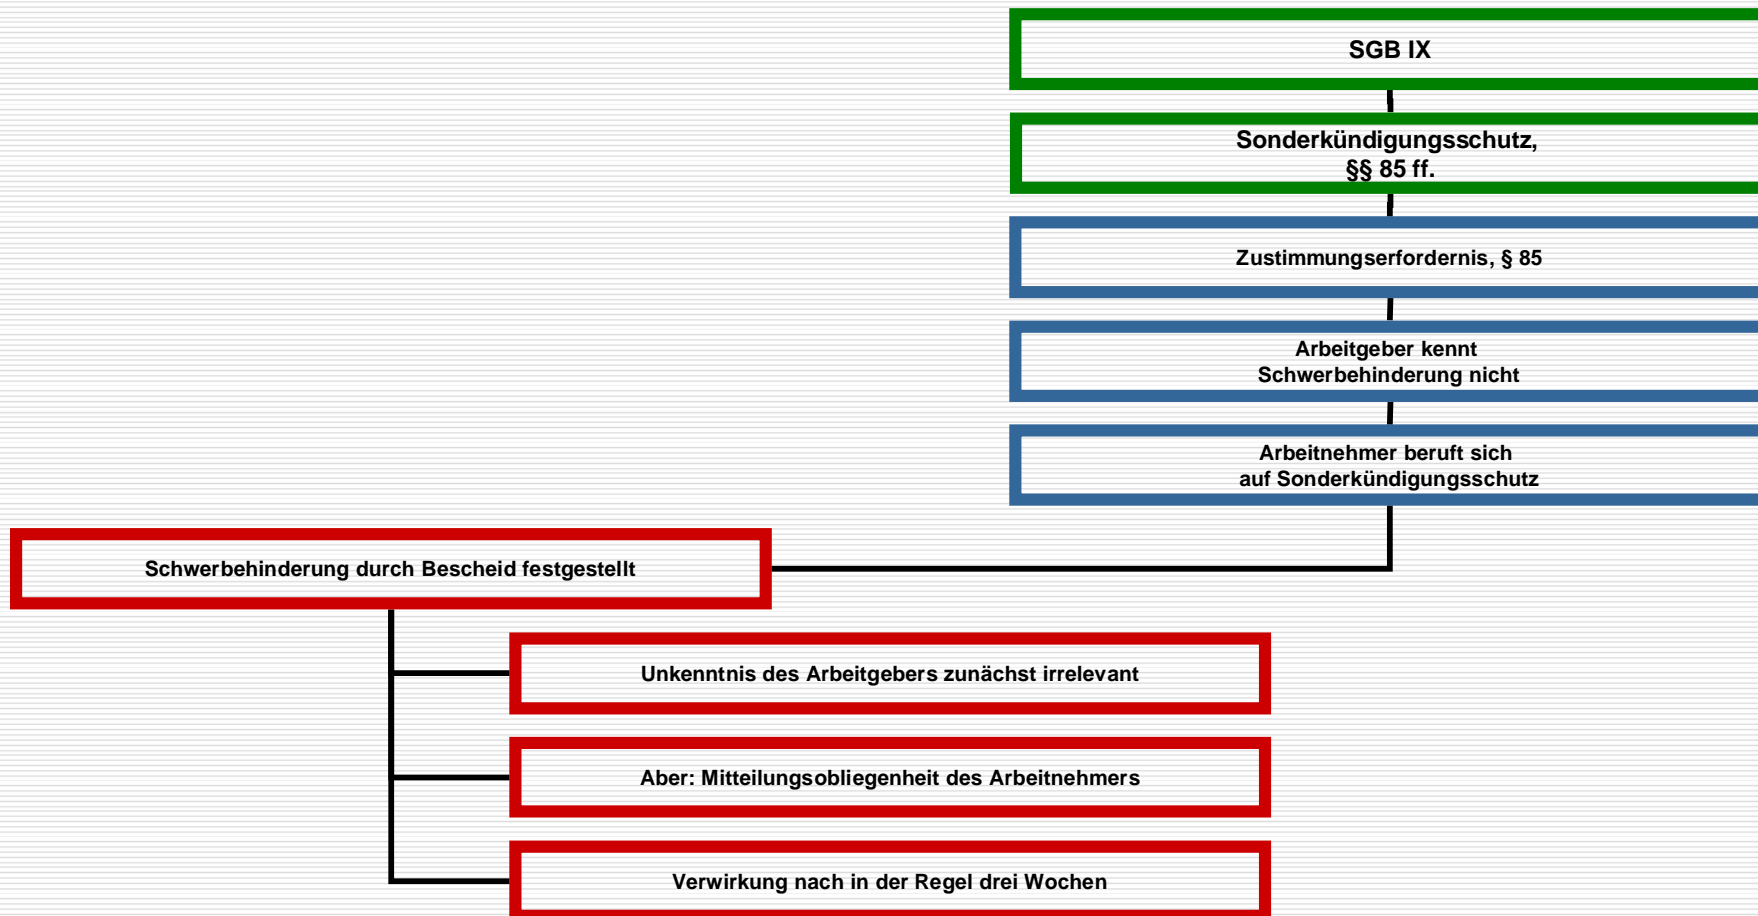 SGB IX
Sonderkündigungsschutz,
§§ 85 ff.
Zustimmungserfordernis, § 85
Arbeitgeber kennt
Schwerbehinderung nicht
Arbeitnehmer beruft sich
auf Sonderkündigungsschutz
Schwerbehinderung durch Bescheid festgestellt
Unkenntnis des Arbeitgebers zunächst irrelevant
Aber: Mitteilungsobliegenheit des Arbeitnehmers
Verwirkung nach in der Regel drei Wochen